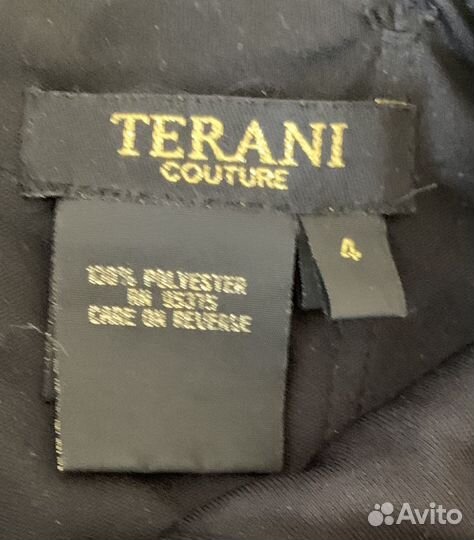 TERANI
COUTURE
4
100% POLYESTER
RN 95375
CARE ON REVERSE
Avito